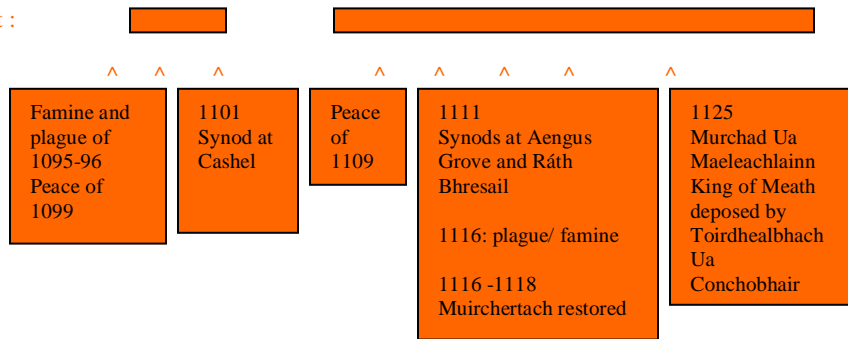 :
^ ^ ^ ^ ^ ^ ^ ^
Famine and
plague of
1095-96
Peace of
1099
1101
Synod at
Cashel
Peace
of
1109
1111
Synods at Aengus
Grove and Ráth
Bhresail
1116: plague/ famine
1116 -1118
Muirchertach restored
1125
Murchad Ua
Maeleachlainn
King of Meath
deposed by
Toirdhealbhach
Ua
Conchobhair